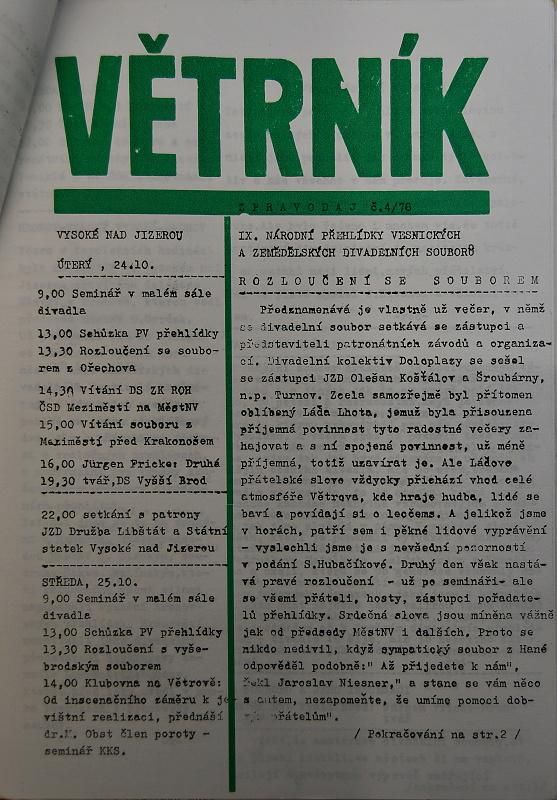 VĚTRNÍK
ZPRAVODAJ č.4/78
VYSOKÉ NAD JIZEROU
ÚTERÝ , 24.10.
9,00 Seminář v malém sále
divadla
13,00 Schůzka PV přehlídky
13,30 Rozloučení se soubo-
rem z Ořechova
14,30 Vítání DS ZK ROH
ČSD Meziměstí na MěstNV
15,00 Vítání souboru z
Meziměstí před Krakonošem
16,00 Jürgen Fricke: Druhá
19,30 tvář,DS Vyšší Brod
22,00 setkání s patrony
JZD Družba Libštát a Státní
statek Vysoké nad Jizerou
STŘEDA, 25.10.
9,00 Seminář v malém sále
divadla
13,00 Schůzka PV přehlídky
13,30 Rozloučení s vyše-
brodským souborem
14,00 Klubovna na Větrově:
Od inscenačního záměru k je
vištní realizaci, přednáší
dr.M. Obst člen poroty -
seminář KKS.
IX. NÁRODNÍ PŘEHLÍDKY VESNICKÝCH
A ZEMĚDĚLSKÝCH DIVADELNÍCH SOUBORŮ
ROZLOUČENÍ SE SOUBOREM
Předznamenává je vlastně už večer, v němž
se divadelní soubor setkává se zástupci a
představiteli patronátních závodů a organiza-
cí. Divadelní kolektiv Doloplazy se sešel
se zástupci JZD Olešan Košťálov a Šroubárny,
n.p. Turnov. Zcela samozřejmě byl přítomen
oblíbený Láďa Lhota, jemuž byla přisouzena
příjemná povinnost tyto radostné večery za-
hajovat a s ní spojená povinnost, už méně
příjemná, totiž uzavírat je. Ale Láďovo
přátelské slovo vždycky přichází vhod celé
atmosféře Větrova, kde hraje hudba, lidé se
baví a povídají si o lecčems. A jelikož jsme
v horách, patří sem i pěkné lidové vyprávění
- vyslechli jsme je s nevšední pozorností
v podání S.Hubačíkové. Druhý den však nastá-
vá pravé rozloučení - už po semináři- ale
se všemi přáteli, hosty, zástupci pořadate-
lů přehlídky. Srdečná slova jsou míněna vážně
jak od předsedy MěstNV i dalších. Proto se
nikdo nedivil, když sympatický soubor z Hané
odpověděl podobně:" Až přijedete k nám",
řekl Jaroslav Niesner," a stane se vám něco
s autem, nezapomeňte, že umíme pomoci dob-
rým přátelům".
/ Pokračování na str.2 /